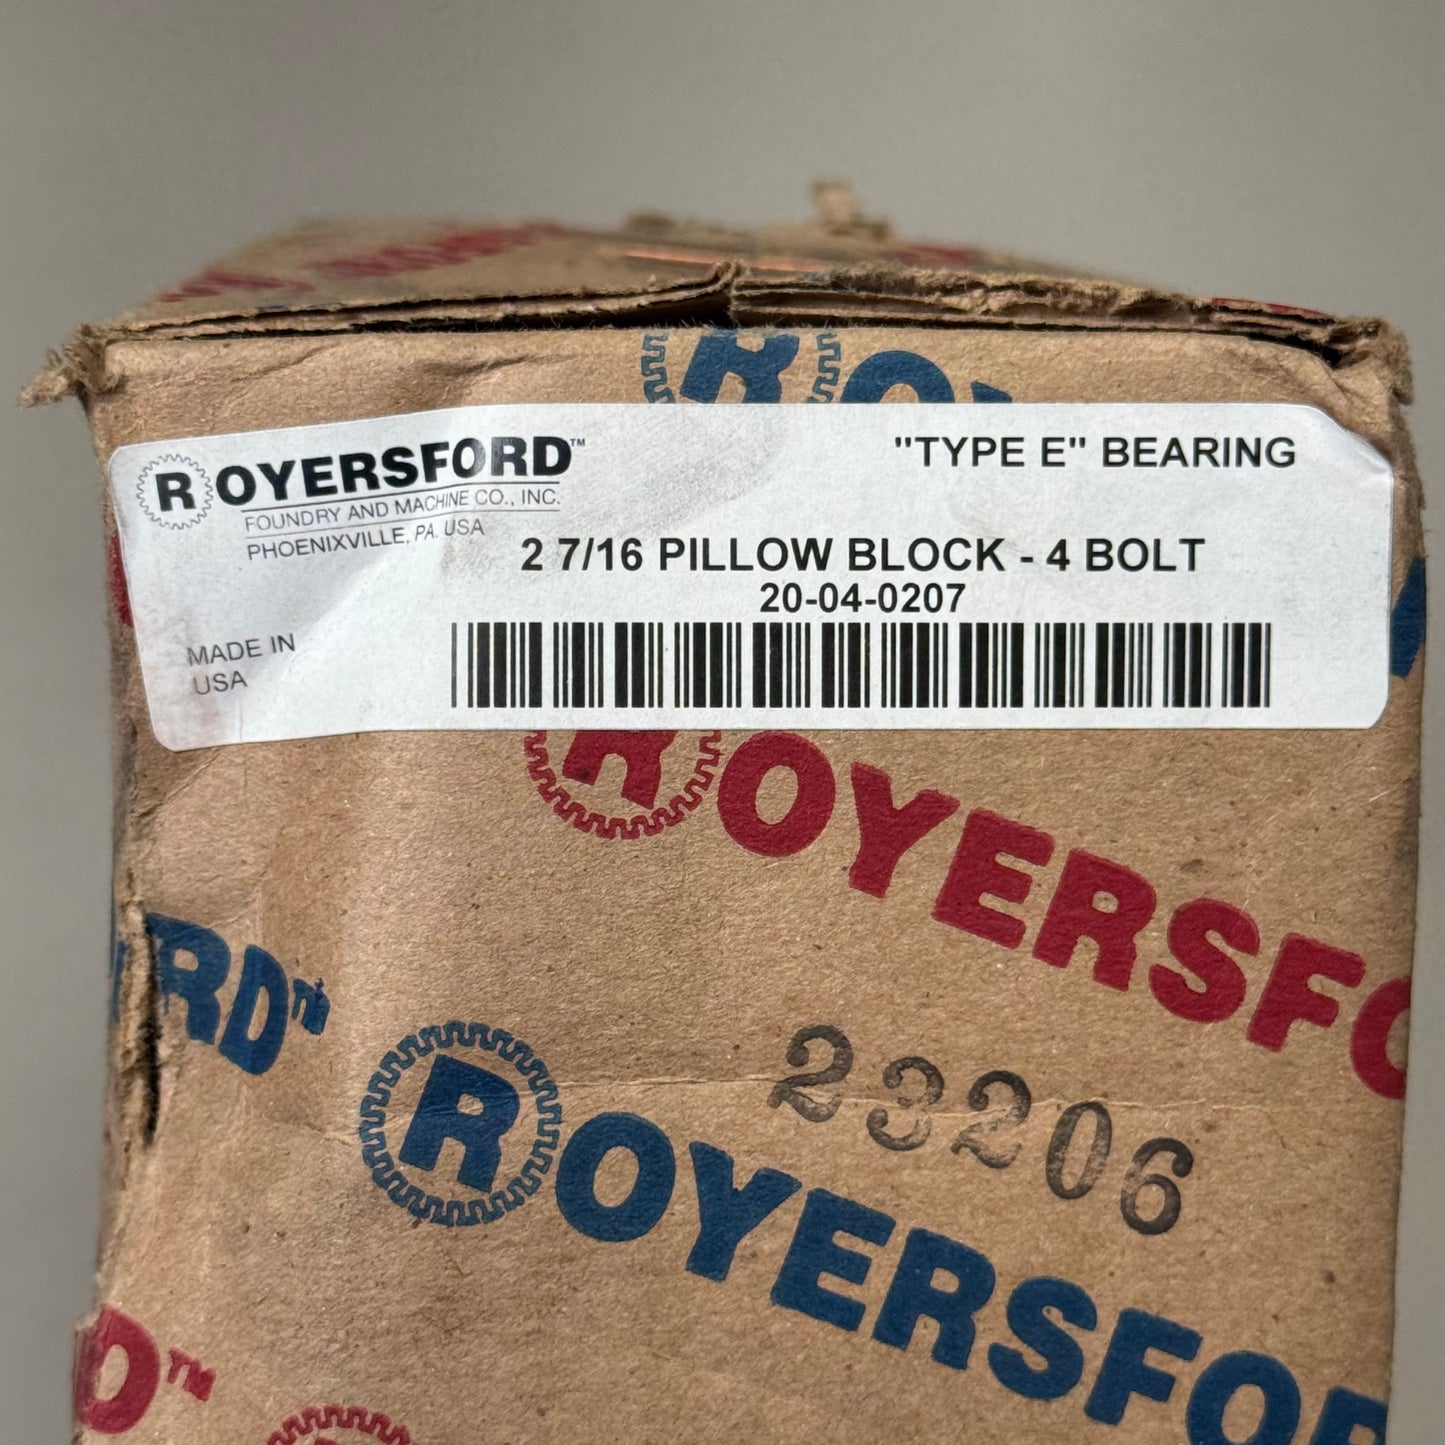 ROYERSFORD™
FOUNDRY AND MACHINE CO., INC.
PHOENIXVILLE, PA. USA
"TYPE E" BEARING
2 7/16 PILLOW BLOCK - 4 BOLT
20-04-0207
MADE IN
USA
ROYERSFO
RD™
23206
ROYERSFOR
D™